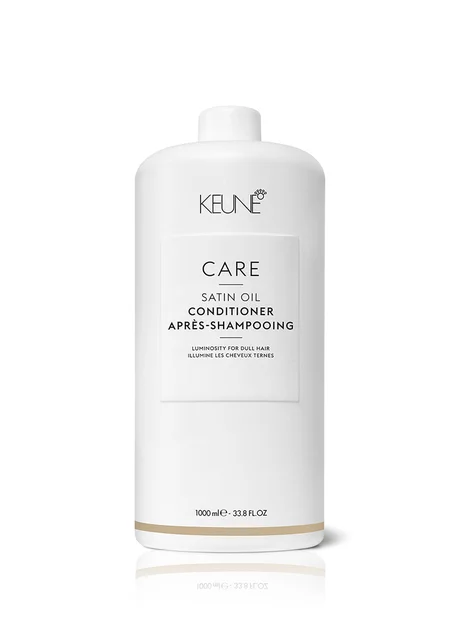 KEUNE
CARE
SATIN OIL
CONDITIONER
APRÈS-SHAMPOOING
LUMINOSITY FOR DULL HAIR
ILLUMINE LES CHEVEUX TERNES
1000 ml℮ · 33.8 FL.OZ